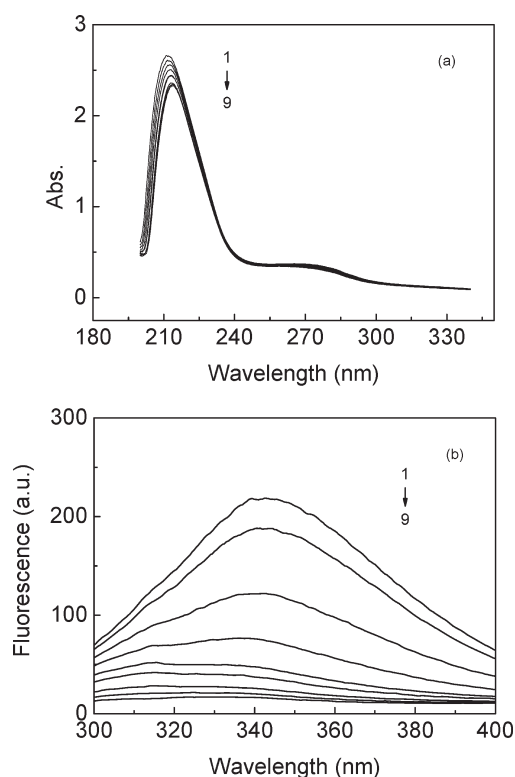 3
(a)
1
9
2
Abs.
1
0
180 210 240 270 300 330
Wavelength (nm)
300
(b)
1
9
200
Fluorescence (a.u.)
100
0
300 320 340 360 380 400
Wavelength (nm)